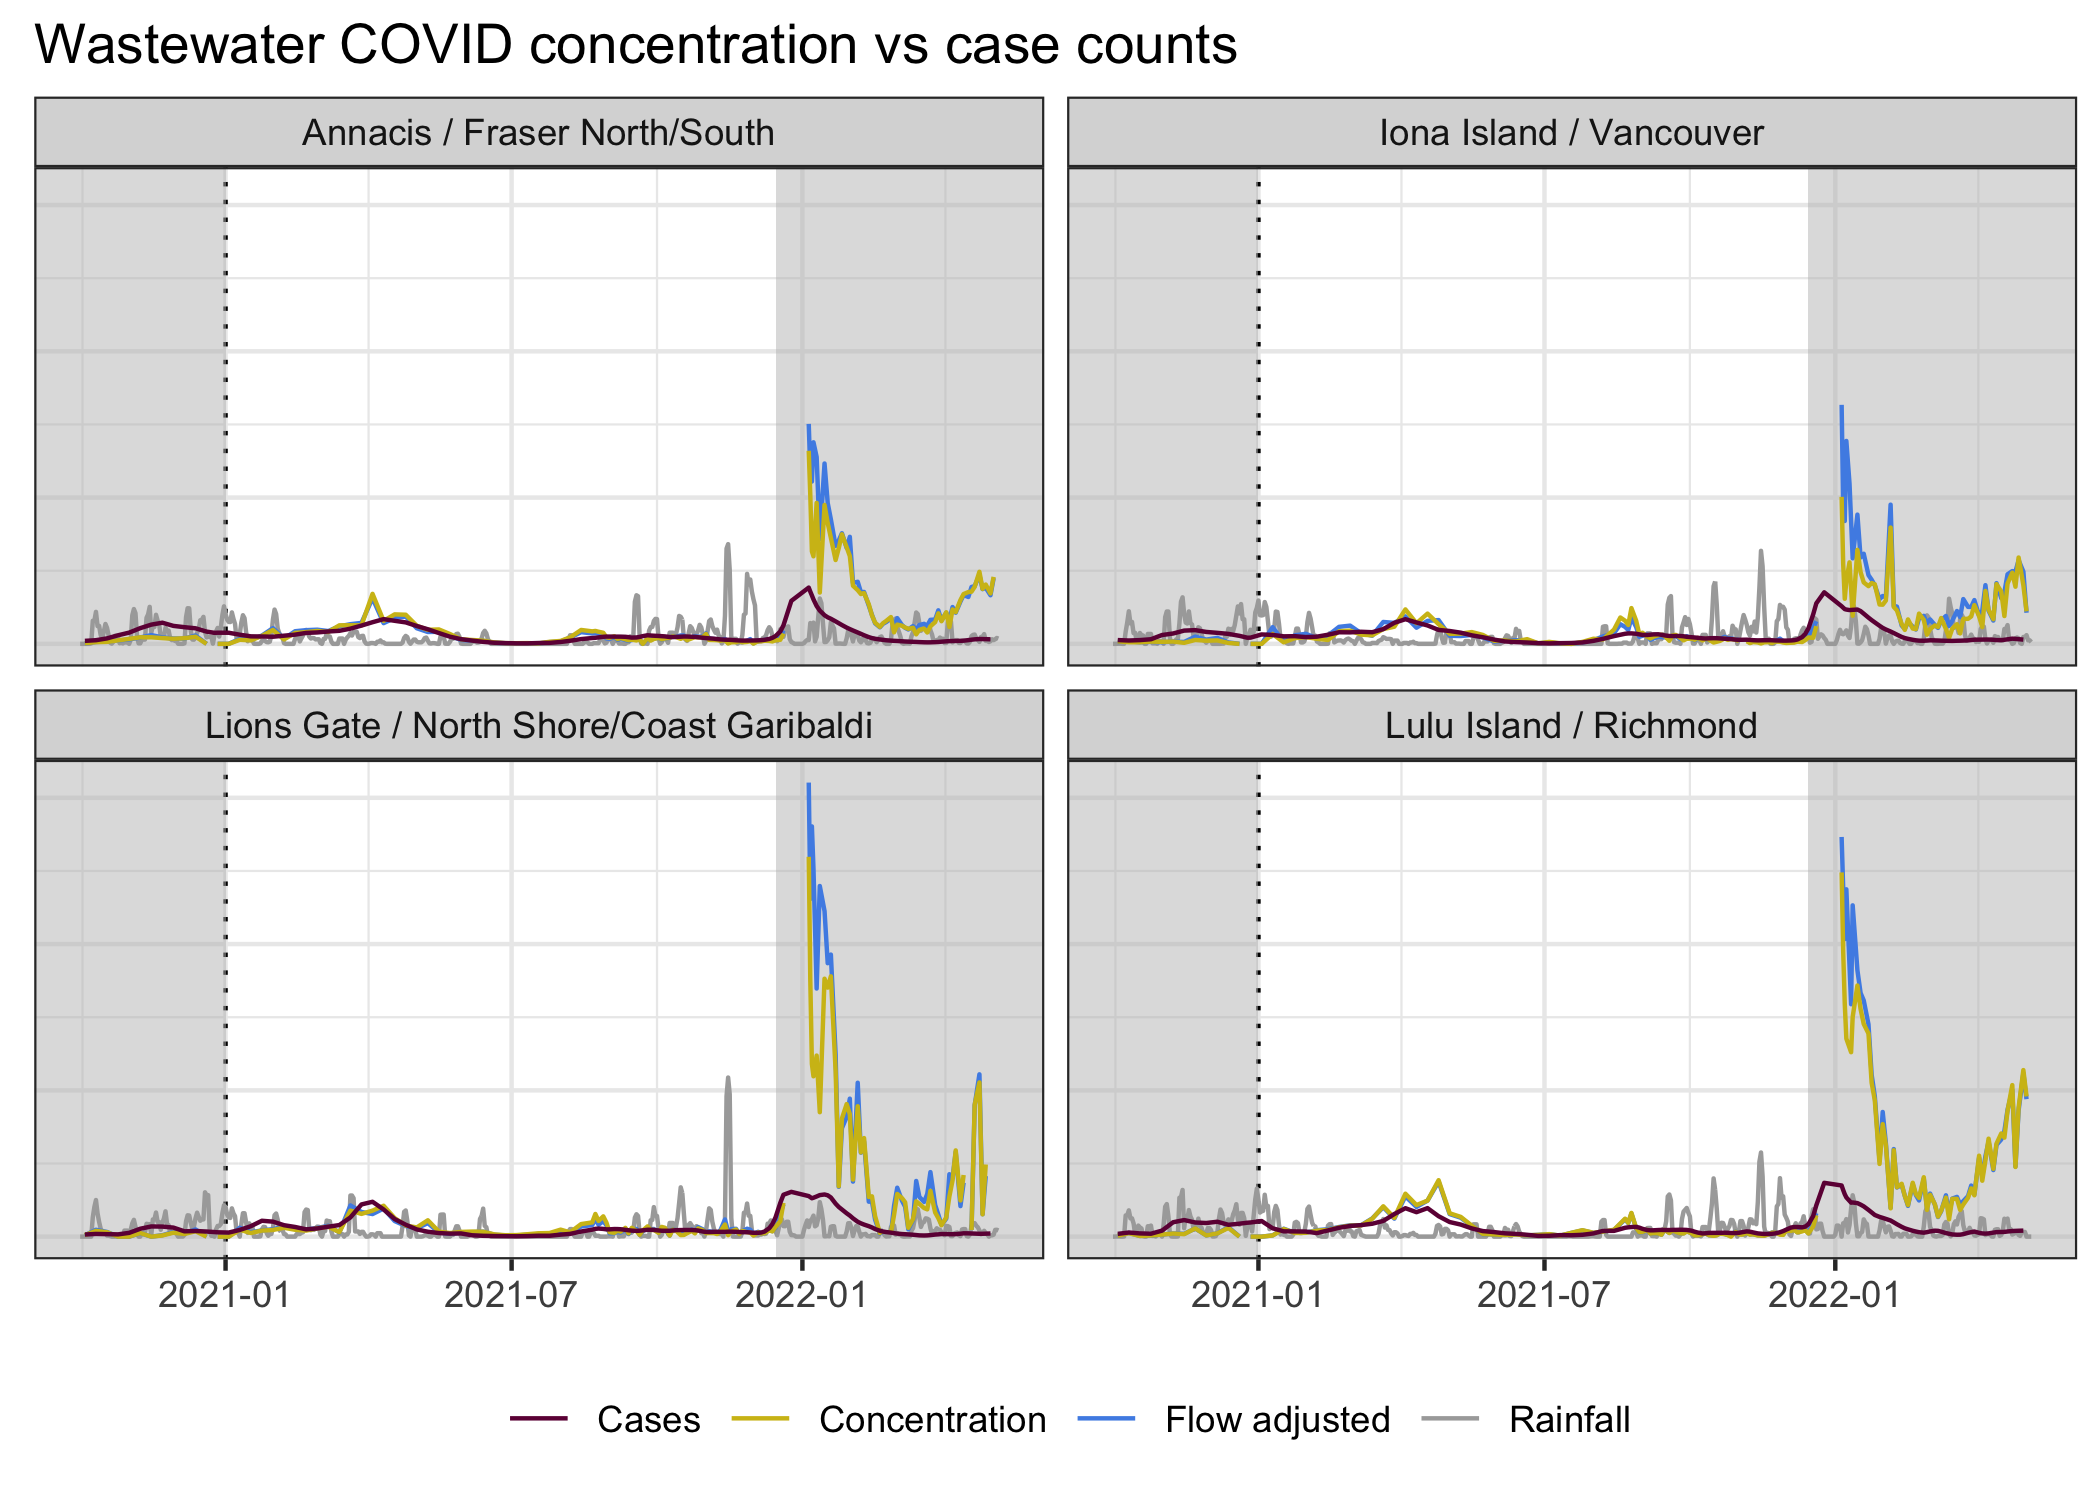 Wastewater COVID concentration vs case counts
Annacis / Fraser North/South
Iona Island / Vancouver
Lions Gate / North Shore/Coast Garibaldi
Lulu Island / Richmond
2021-01 2021-07 2022-01 2021-01 2021-07 2022-01
Cases Concentration Flow adjusted Rainfall